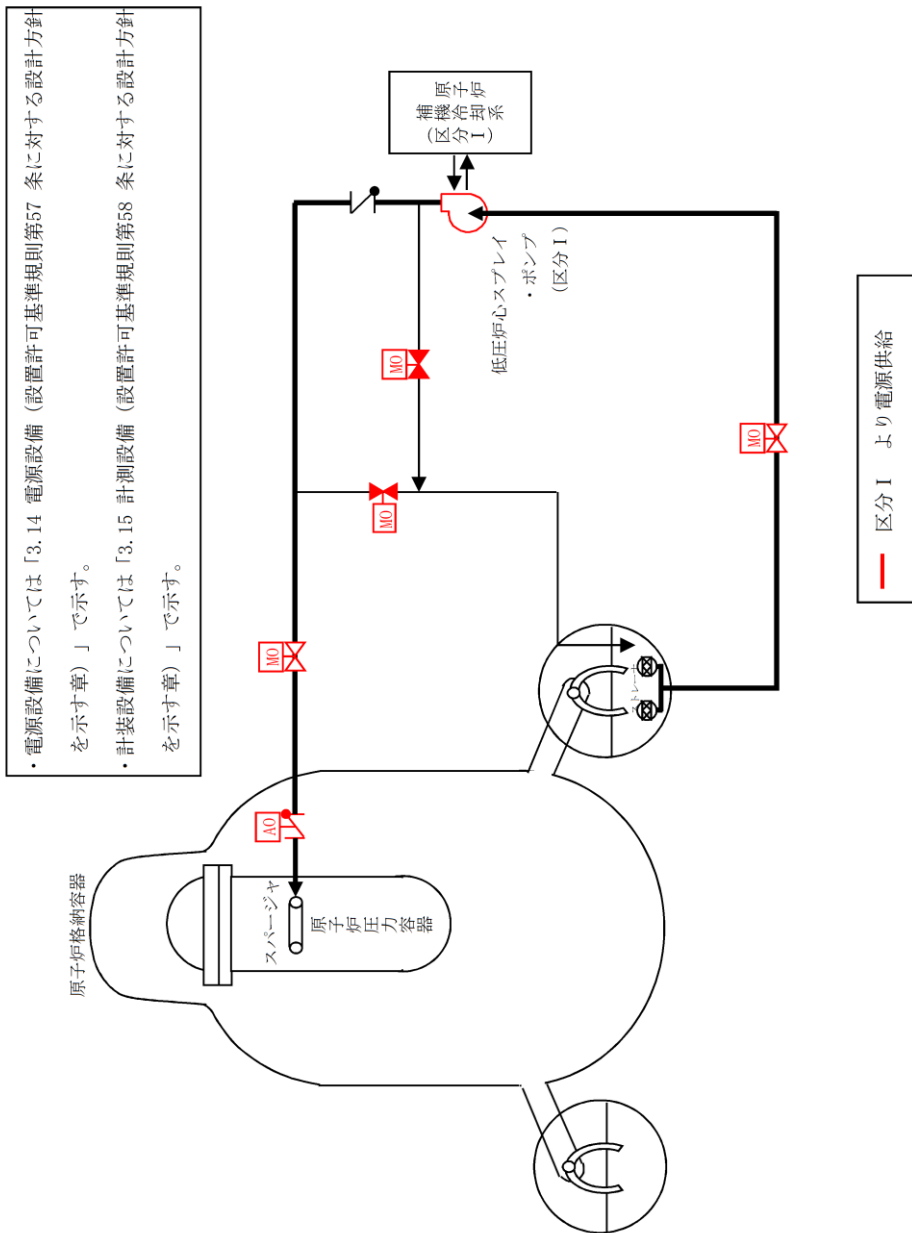 ・電源設備については「3.14 電源設備（設置許可基準規則第57 条に対する設計方針
を示す章）」で示す。
・計装設備については「3.15 計測設備（設置許可基準規則第58 条に対する設計方針
を示す章）」で示す。
原子炉格納容器
スパージャ
原子炉圧力容器
AO
MO
MO
MO
原子炉
補機冷却系
(区分Ⅰ)
低圧炉心スプレイ
・ポンプ
(区分Ⅰ)
ストレーナ
MO
区分Ⅰ より電源供給